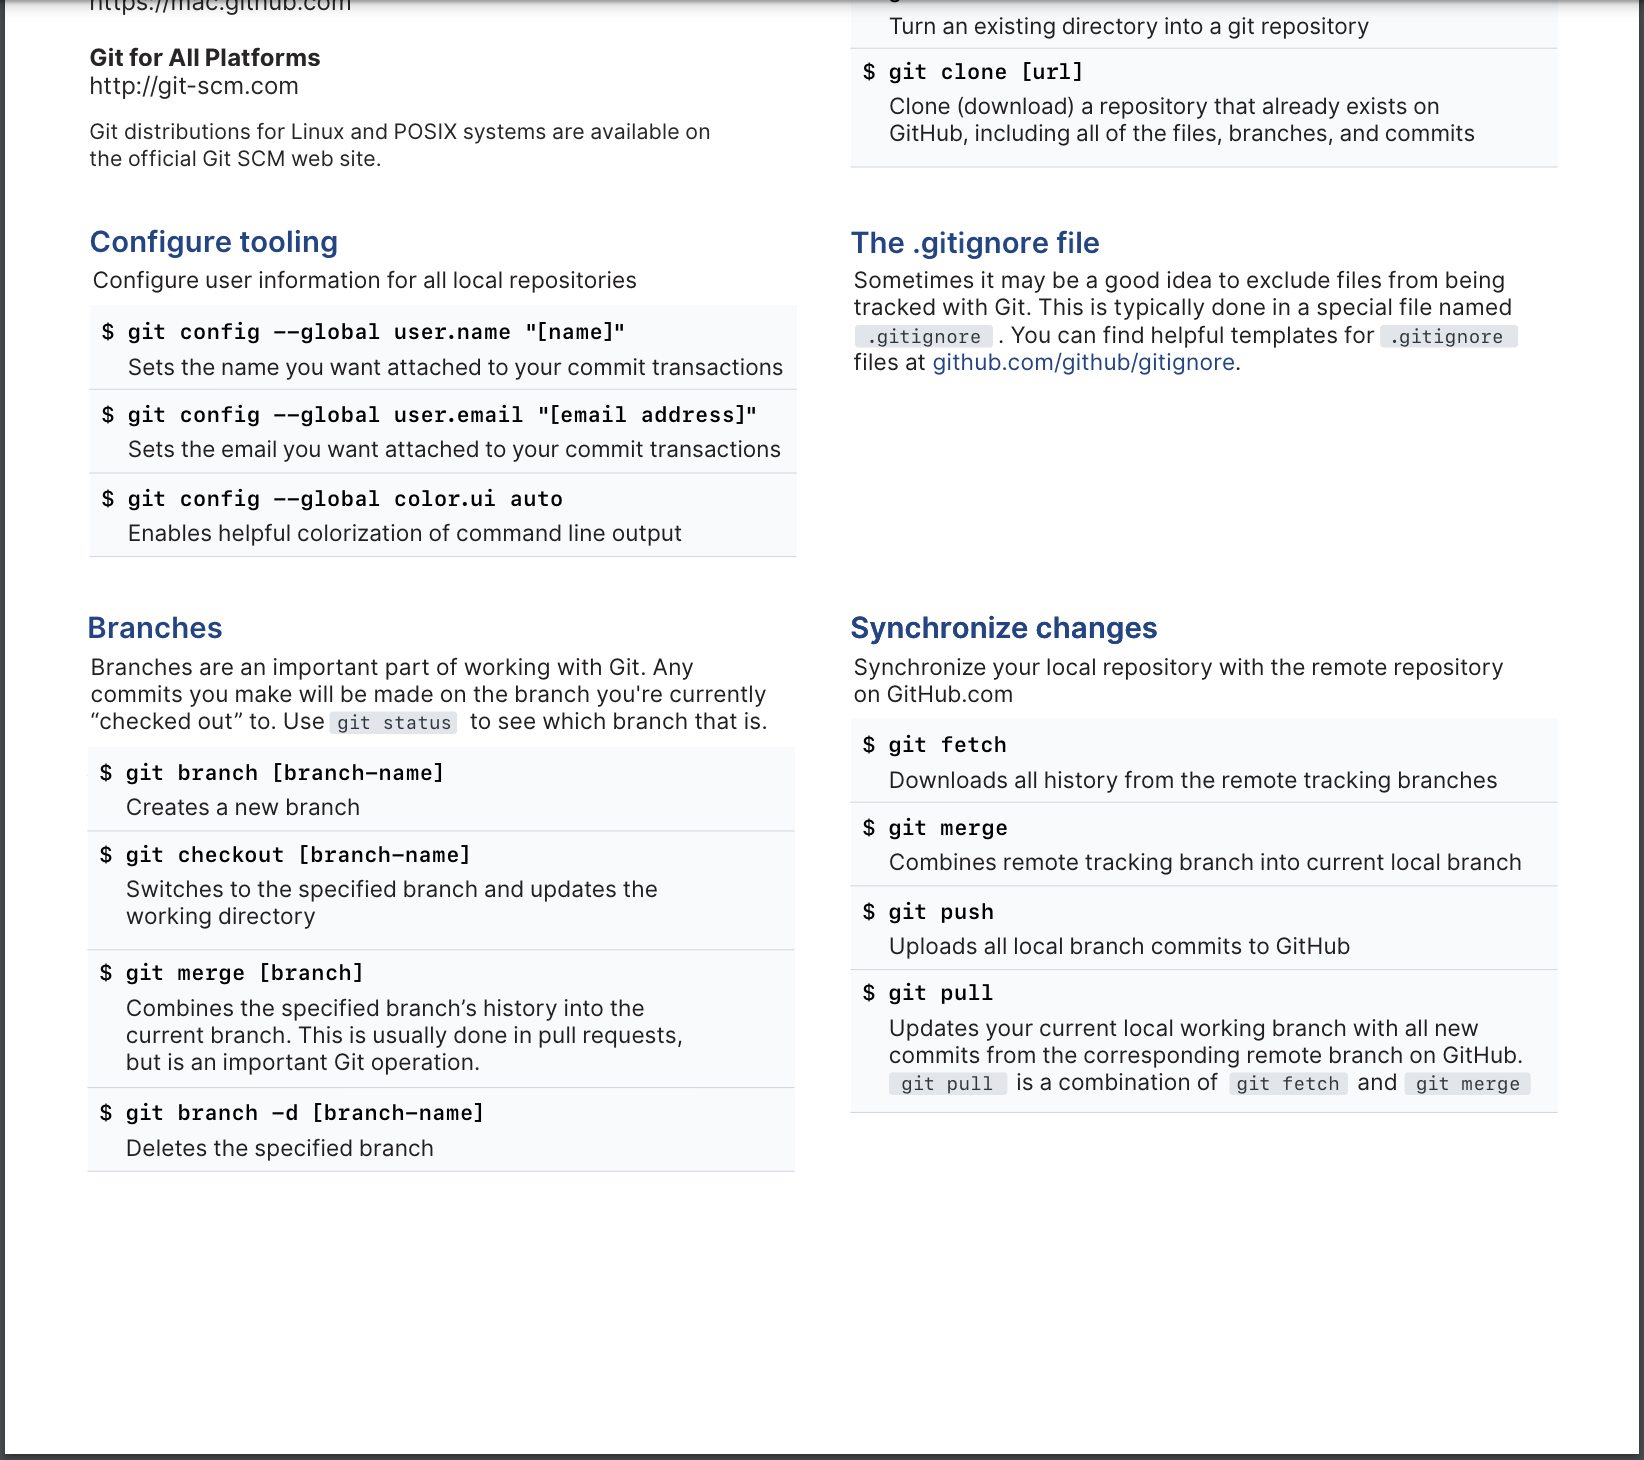 https://mac.github.com
Git for All Platforms
http://git-scm.com
Git distributions for Linux and POSIX systems are available on
the official Git SCM web site.
Turn an existing directory into a git repository
$ git clone [url]
Clone (download) a repository that already exists on
GitHub, including all of the files, branches, and commits
Configure tooling
Configure user information for all local repositories
$ git config --global user.name "[name]"
Sets the name you want attached to your commit transactions
$ git config --global user.email "[email address]"
Sets the email you want attached to your commit transactions
$ git config --global color.ui auto
Enables helpful colorization of command line output
The .gitignore file
Sometimes it may be a good idea to exclude files from being
tracked with Git. This is typically done in a special file named
.gitignore . You can find helpful templates for .gitignore
files at github.com/github/gitignore.
Branches
Branches are an important part of working with Git. Any
commits you make will be made on the branch you're currently
“checked out” to. Use git status to see which branch that is.
$ git branch [branch-name]
Creates a new branch
$ git checkout [branch-name]
Switches to the specified branch and updates the
working directory
$ git merge [branch]
Combines the specified branch’s history into the
current branch. This is usually done in pull requests,
but is an important Git operation.
$ git branch -d [branch-name]
Deletes the specified branch
Synchronize changes
Synchronize your local repository with the remote repository
on GitHub.com
$ git fetch
Downloads all history from the remote tracking branches
$ git merge
Combines remote tracking branch into current local branch
$ git push
Uploads all local branch commits to GitHub
$ git pull
Updates your current local working branch with all new
commits from the corresponding remote branch on GitHub.
git pull is a combination of git fetch and git merge